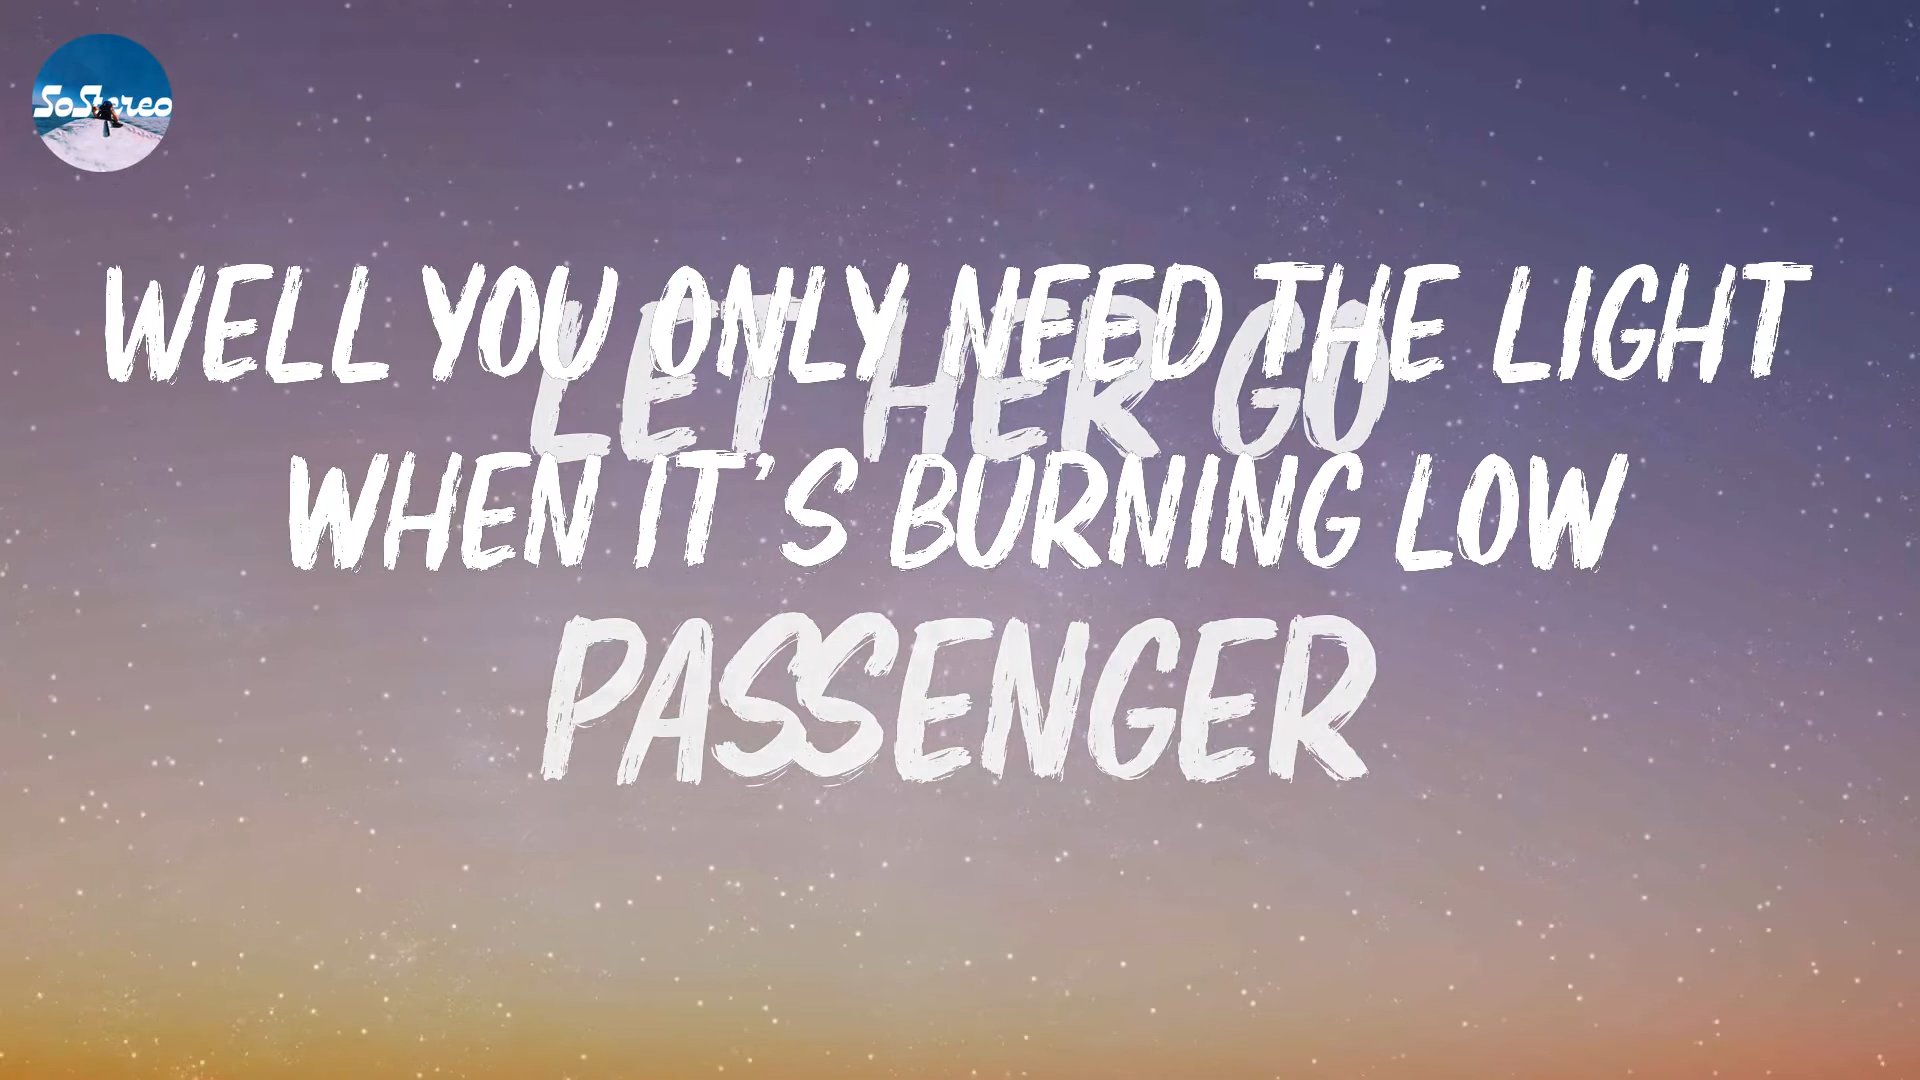 SoStereo
WELL YOU ONLY NEED THE LIGHT
LET HER GO
WHEN IT'S BURNING LOW
PASSENGER